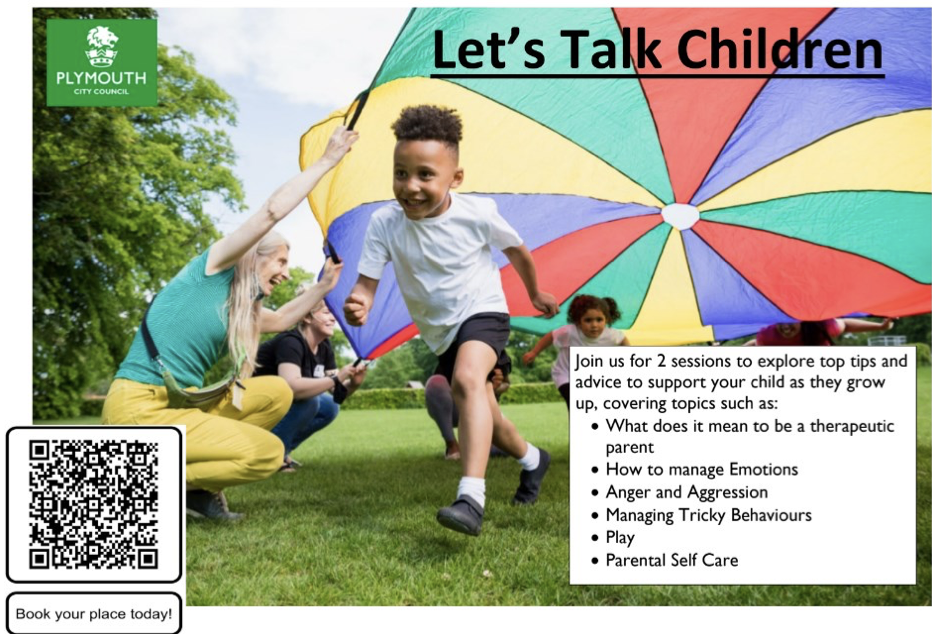 PLYMOUTH
CITY COUNCIL
Let's Talk Children
Join us for 2 sessions to explore top tips and
advice to support your child as they grow
up, covering topics such as:
• What does it mean to be a therapeutic
parent
• How to manage Emotions
• Anger and Aggression
• Managing Tricky Behaviours
• Play
• Parental Self Care
Book your place today!